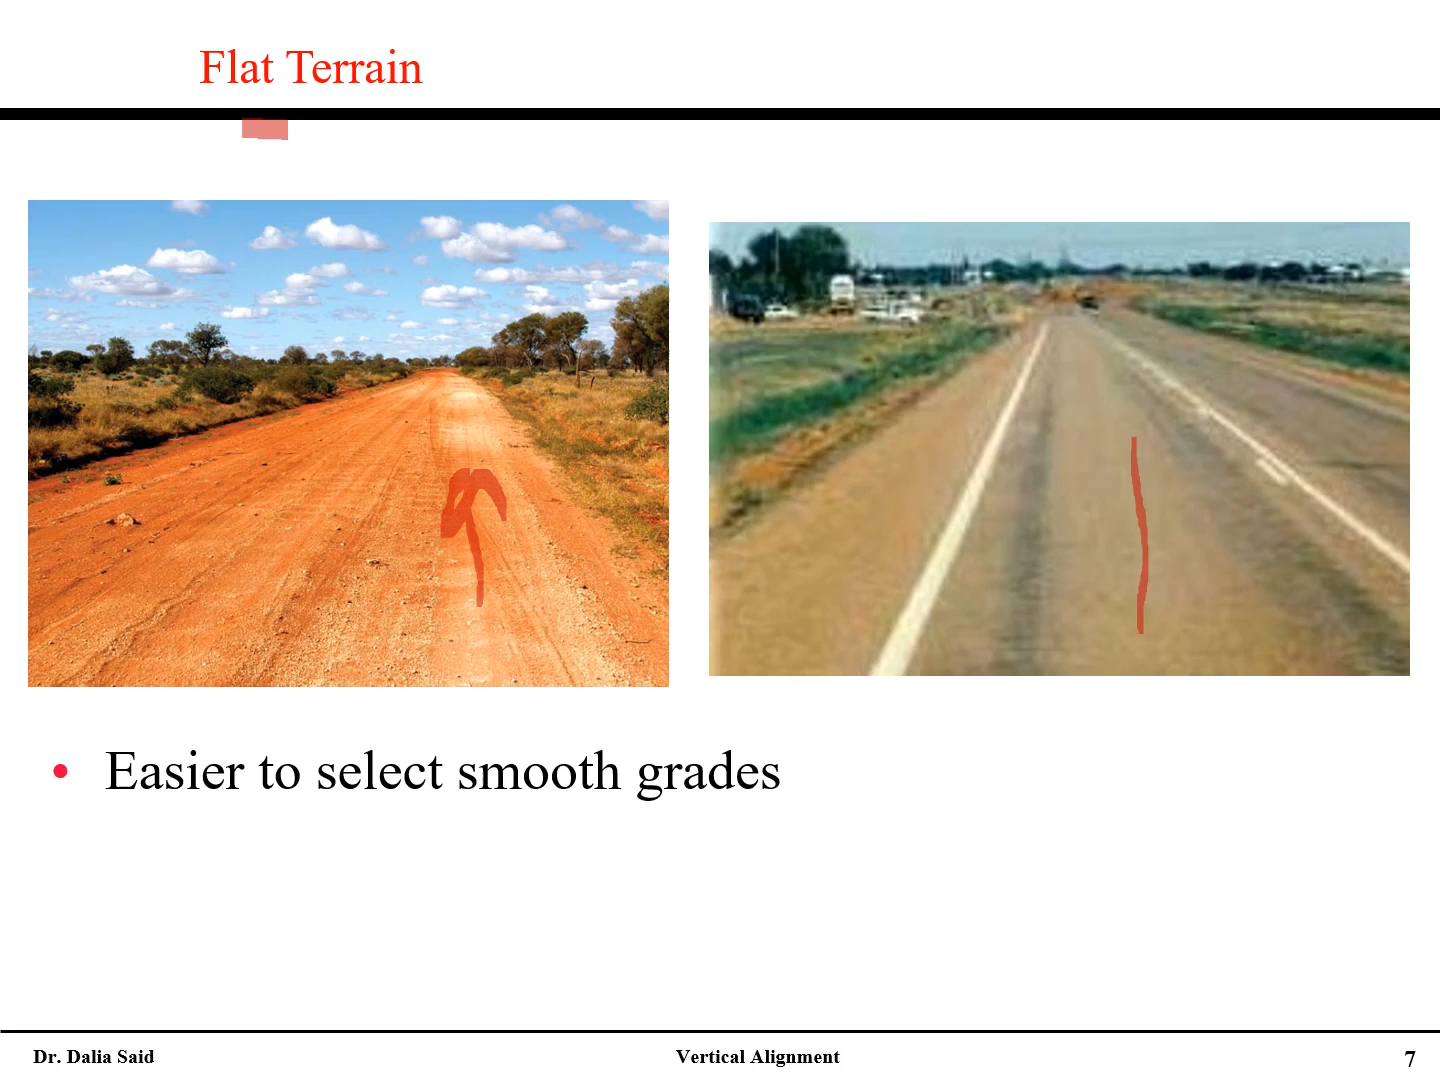 Flat Terrain
• Easier to select smooth grades
Dr. Dalia Said
Vertical Alignment
7